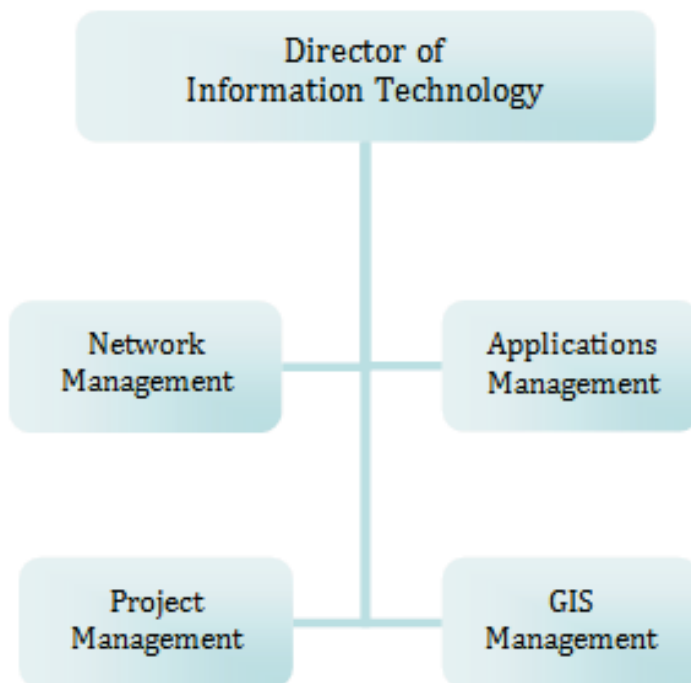 Director of
Information Technology
Network
Management
Applications
Management
Project
Management
GIS
Management